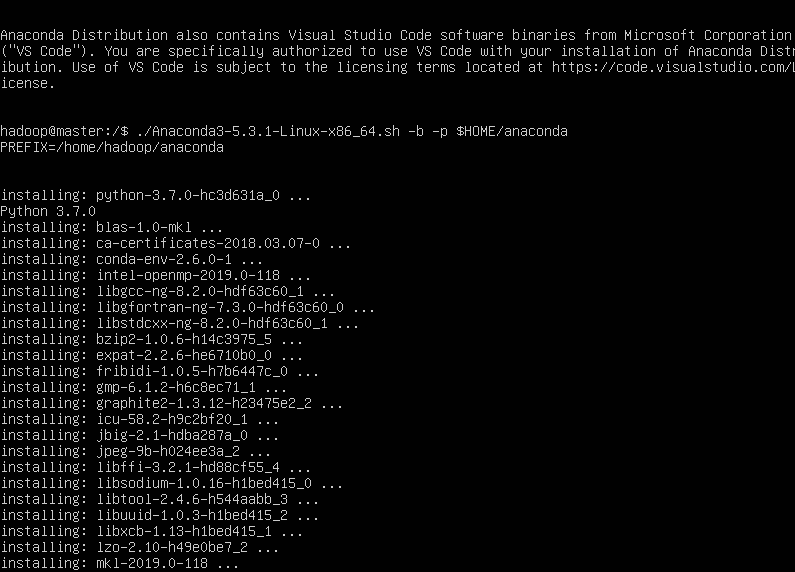 Anaconda Distribution also contains Visual Studio Code software binaries from Microsoft Corporation
("VS Code"). You are specifically authorized to use VS Code with your installation of Anaconda Distr
ibution. Use of VS Code is subject to the licensing terms located at https://code.visualstudio.com/L
icense.
hadoop@master:/$ ./Anaconda3-5.3.1-Linux-x86_64.sh -b -p $HOME/anaconda
PREFIX=/home/hadoop/anaconda
installing: python-3.7.0-hc3d631a_0 ...
Python 3.7.0
installing: blas-1.0-mkl ...
installing: ca-certificates-2018.03.07-0 ...
installing: conda-env-2.6.0-1 ...
installing: intel-openmp-2019.0-118 ...
installing: libgcc-ng-8.2.0-hdf63c60_1 ...
installing: libgfortran-ng-7.3.0-hdf63c60_0 ...
installing: libstdcxx-ng-8.2.0-hdf63c60_1 ...
installing: bzip2-1.0.6-h14c3975_5 ...
installing: expat-2.2.6-he6710b0_0 ...
installing: fribidi-1.0.5-h7b6447c_0 ...
installing: gmp-6.1.2-h6c8ec71_1 ...
installing: graphite2-1.3.12-h23475e2_2 ...
installing: icu-58.2-h9c2bf20_1 ...
installing: jbig-2.1-hdba287a_0 ...
installing: jpeg-9b-h024ee3a_2 ...
installing: libffi-3.2.1-hd88cf55_4 ...
installing: libsodium-1.0.16-h1bed415_0 ...
installing: libtool-2.4.6-h544aabb_3 ...
installing: libuuid-1.0.3-h1bed415_2 ...
installing: libxcb-1.13-h1bed415_1 ...
installing: lzo-2.10-h49e0be7_2 ...
installing: mkl-2019.0-118 ...